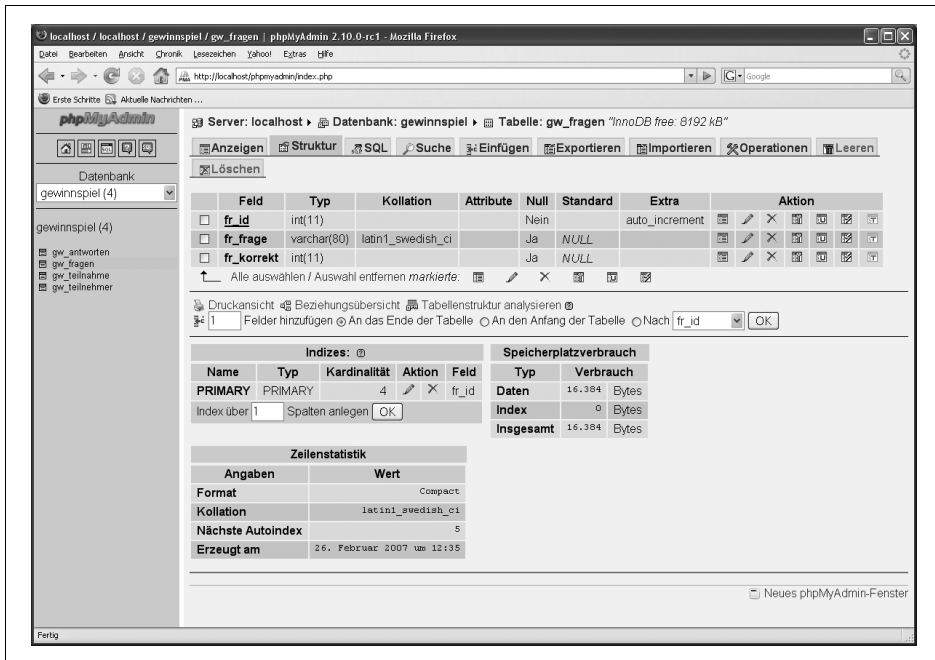 localhost / localhost / gewinnspiel / gw_fragen | phpMyAdmin 2.10.0-rc1 - Mozilla Firefox
Datei Bearbeiten Ansicht Chronik Lesezeichen Yahoo! Extras Hilfe
http://localhost/phpmyadmin/index.php
Google
Erste Schritte Aktuelle Nachrichten ...
phpMyAdmin
Datenbank
gewinnspiel (4)
gewinnspiel (4)
gw_antworten
gw_fragen
gw_teilnahme
gw_teilnehmer
Server: localhost Datenbank: gewinnspiel Tabelle: gw_fragen "InnoDB free: 8192 kB"
Anzeigen Struktur SQL Suche Einfügen Exportieren Importieren Operationen Leeren
Löschen
Feld Typ Kollation Attribute Null Standard Extra Aktion
fr_id int(11) Nein auto_increment
fr_frage varchar(80) latin1_swedish_ci Ja NULL
fr_korrekt int(11) Ja NULL
Alle auswählen / Auswahl entfernen markierte:
Druckansicht Beziehungsübersicht Tabellenstruktur analysieren
1 Felder hinzufügen An das Ende der Tabelle An den Anfang der Tabelle Nach fr_id OK
Indizes:
Name Typ Kardinalität Aktion Feld
PRIMARY PRIMARY 4 fr_id
Index über 1 Spalten anlegen OK
Speicherplatzverbrauch
Typ Verbrauch
Daten 16.384 Bytes
Index 0 Bytes
Insgesamt 16.384 Bytes
Zeilenstatistik
Angaben Wert
Format Compact
Kollation latin1_swedish_ci
Nächste Autoindex 5
Erzeugt am 26. Februar 2007 um 12:35
Neues phpMyAdmin-Fenster
Fertig